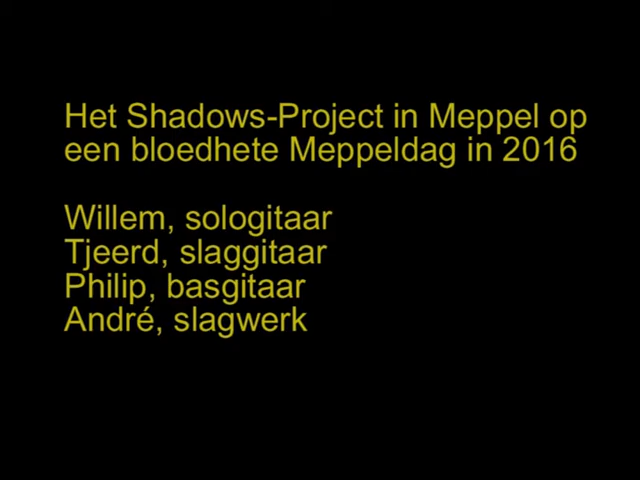 Het Shadows-Project in Meppel op
een bloedhete Meppeldag in 2016
Willem, sologitaar
Tjeerd, slaggitaar
Philip, basgitaar
André, slagwerk